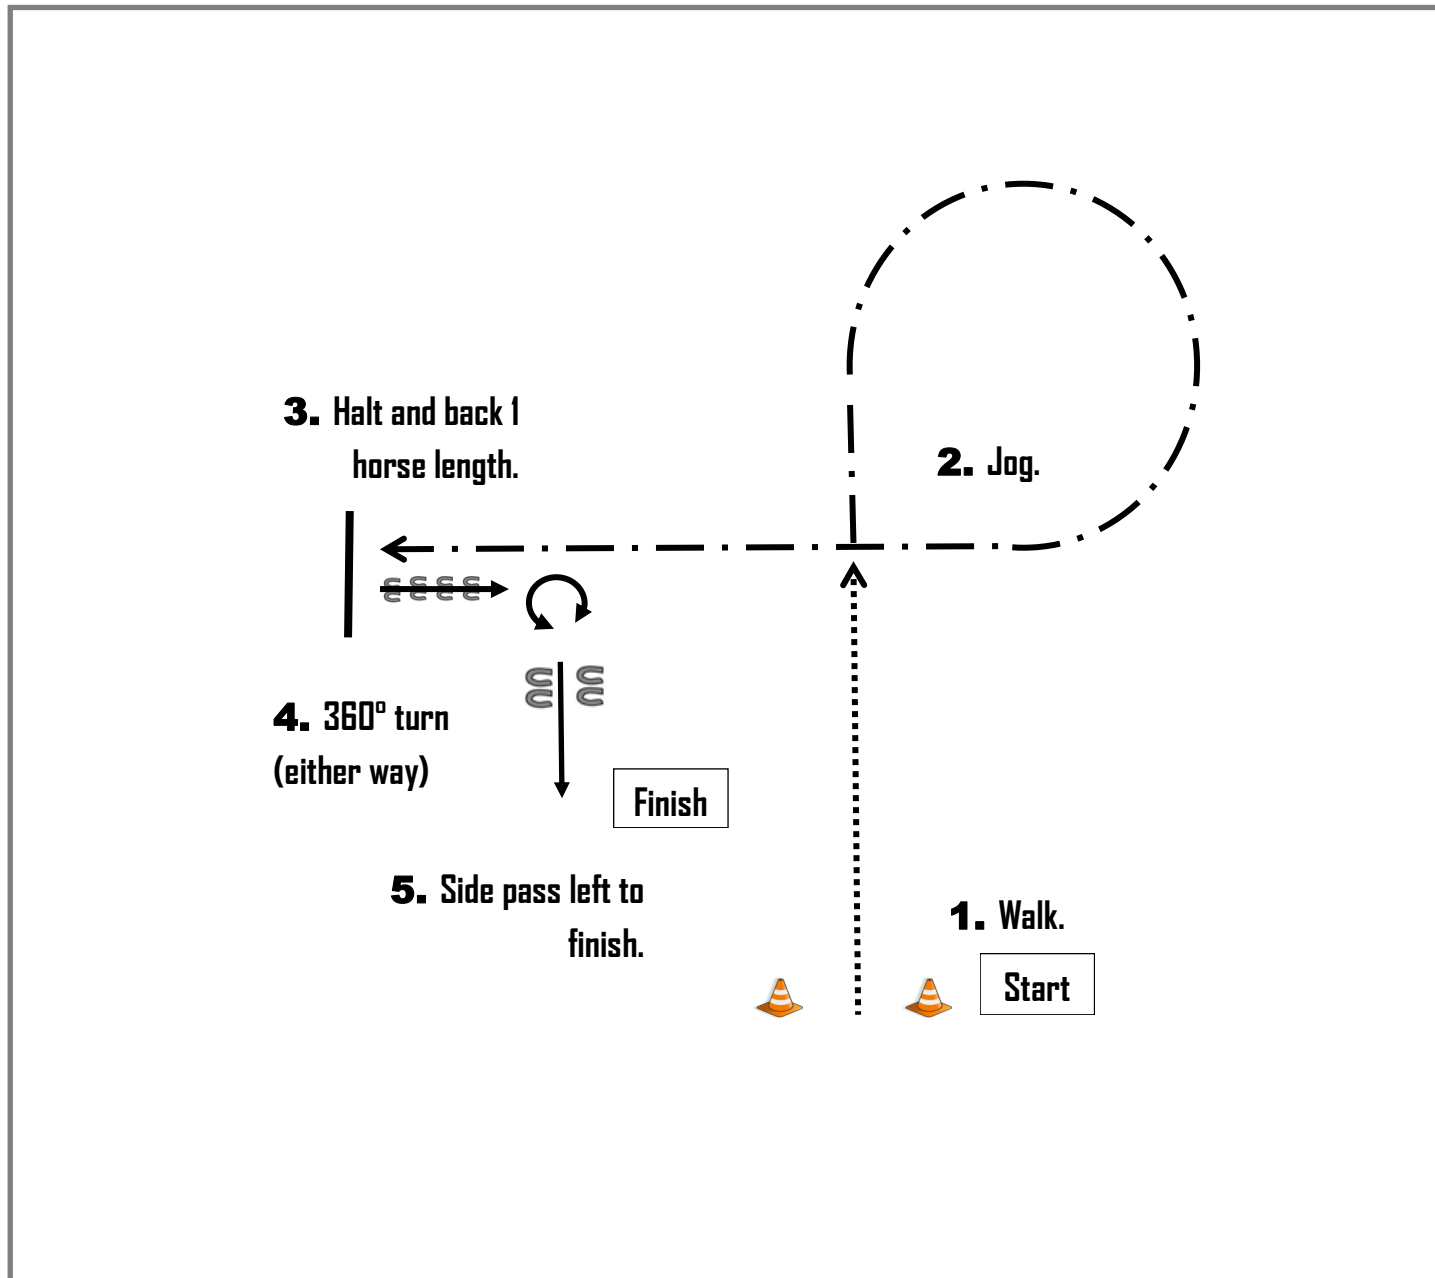 3. Halt and back 1
horse length.
2. Jog.
4. 360° turn
(either way)
Finish
5. Side pass left to
finish.
1. Walk.
Start